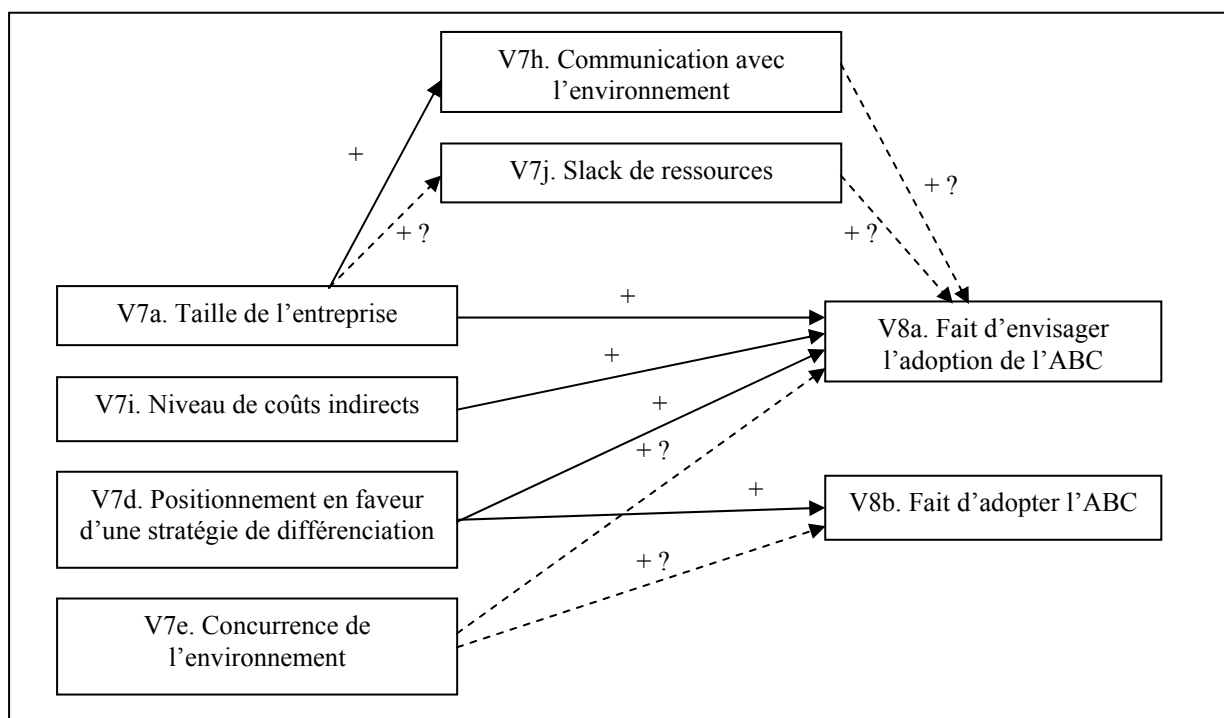 V7h. Communication avec
l’environnement
+
V7j. Slack de ressources
+ ?
+ ?
+ ?
V7a. Taille de l’entreprise
+
V8a. Fait d’envisager
l’adoption de l’ABC
+
V7i. Niveau de coûts indirects
+
+ ?
V7d. Positionnement en faveur
d’une stratégie de différenciation
+
V8b. Fait d’adopter l’ABC
+ ?
V7e. Concurrence de
l’environnement